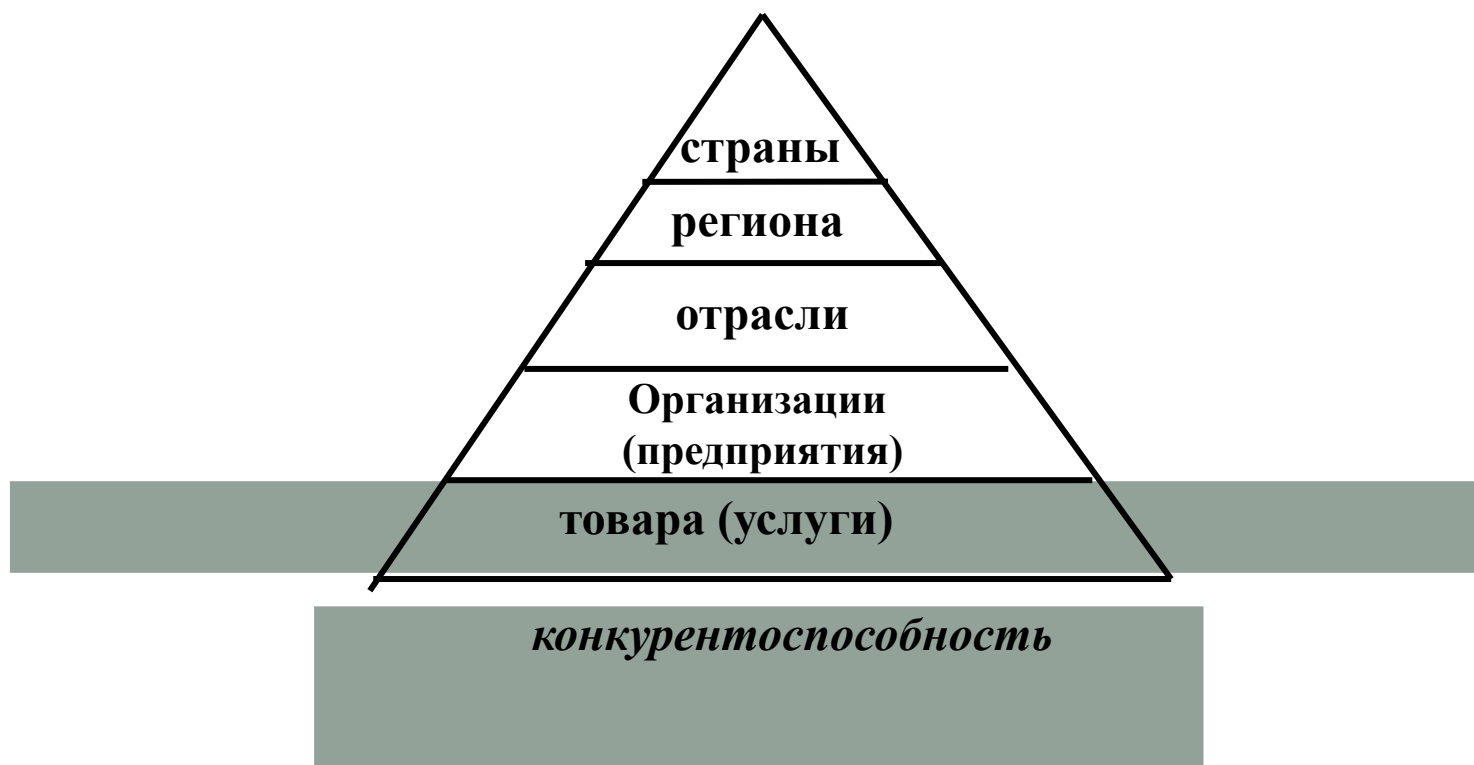 страны
региона
отрасли
Организации
(предприятия)
товара (услуги)
конкурентоспособность